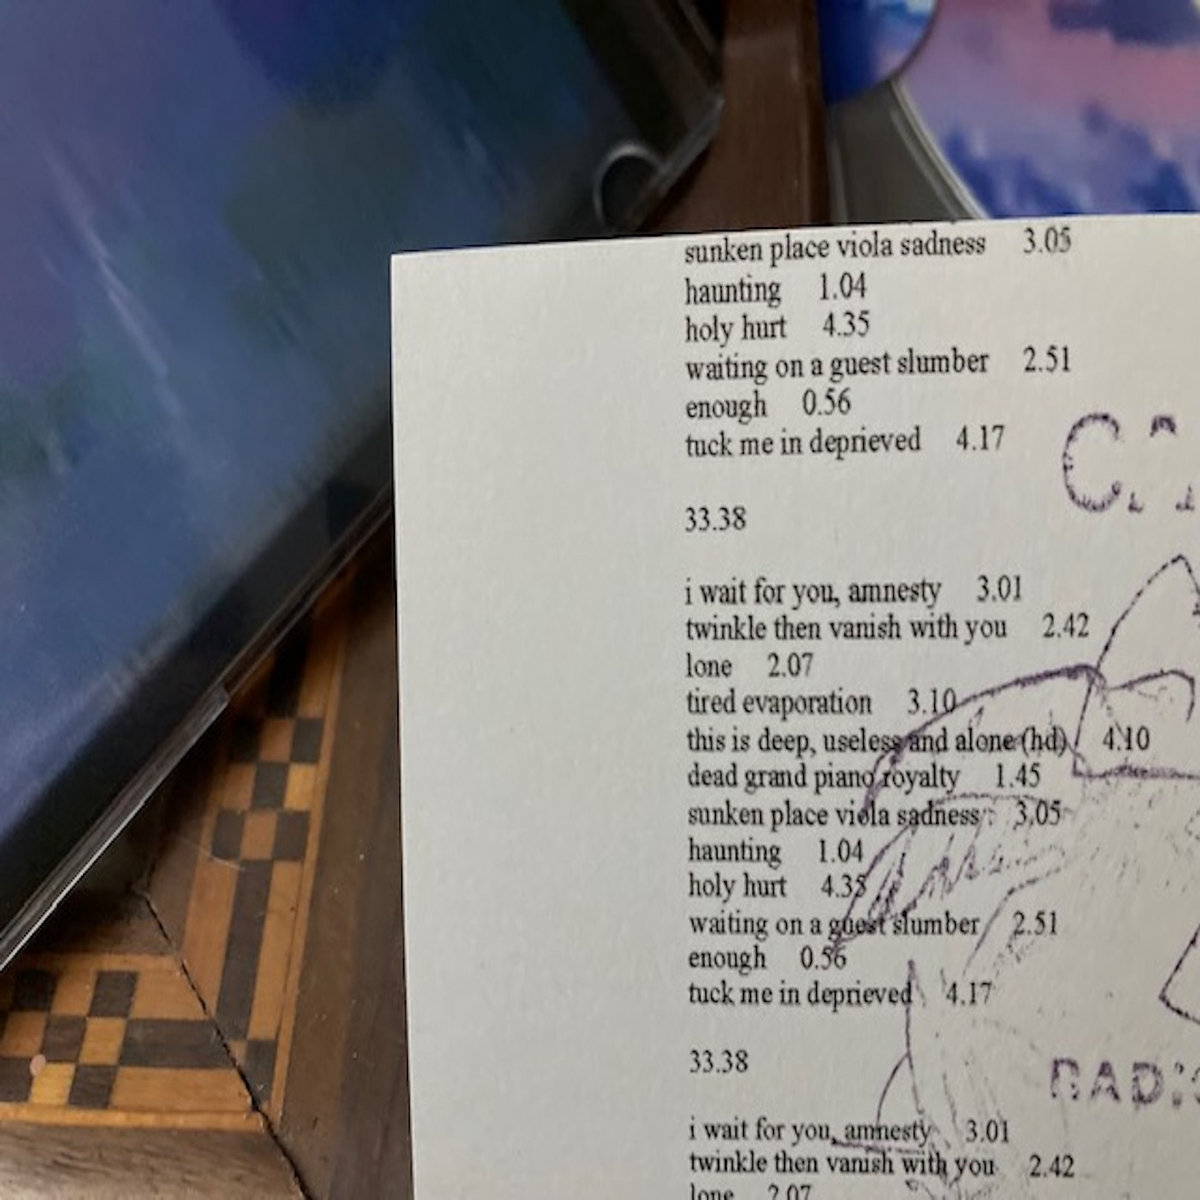 sunken place viola sadness 3.05
haunting 1.04
holy hurt 4.35
waiting on a guest slumber 2.51
enough 0.56
tuck me in deprieved 4.17
33.38
i wait for you, amnesty 3.01
twinkle then vanish with you 2.42
lone 2.07
tired evaporation 3.10
this is deep, useless and alone (hd) 4.10
dead grand piano royalty 1.45
sunken place viola sadness 3.05
haunting 1.04
holy hurt 4.35
waiting on a guest slumber 2.51
enough 0.56
tuck me in deprieved 4.17
33.38
i wait for you, amnesty 3.01
twinkle then vanish with you 2.42
lone 2.07